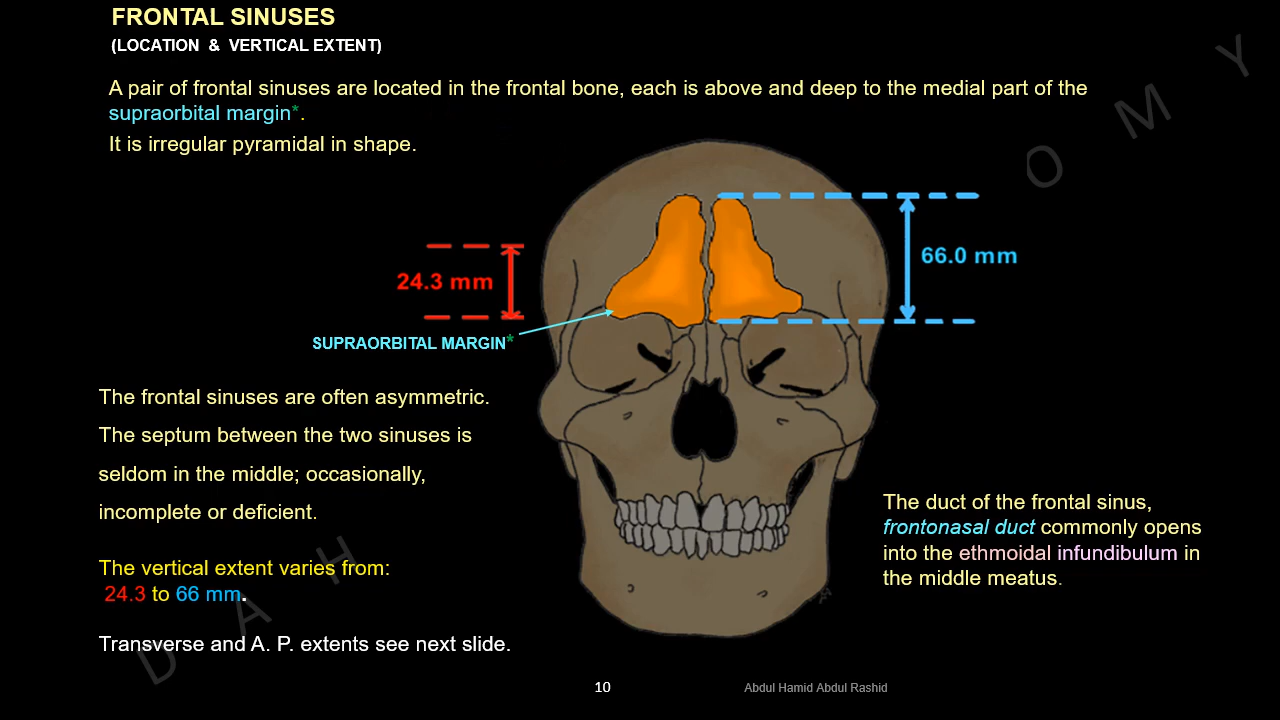 FRONTAL SINUSES
(LOCATION & VERTICAL EXTENT)
A pair of frontal sinuses are located in the frontal bone, each is above and deep to the medial part of the
supraorbital margin*.
It is irregular pyramidal in shape.
24.3 mm
66.0 mm
SUPRAORBITAL MARGIN*
The frontal sinuses are often asymmetric.
The septum between the two sinuses is
seldom in the middle; occasionally,
incomplete or deficient.
The vertical extent varies from:
24.3 to 66 mm.
Transverse and A. P. extents see next slide.
The duct of the frontal sinus,
frontonasal duct commonly opens
into the ethmoidal infundibulum in
the middle meatus.
D A H
O M Y
10
Abdul Hamid Abdul Rashid